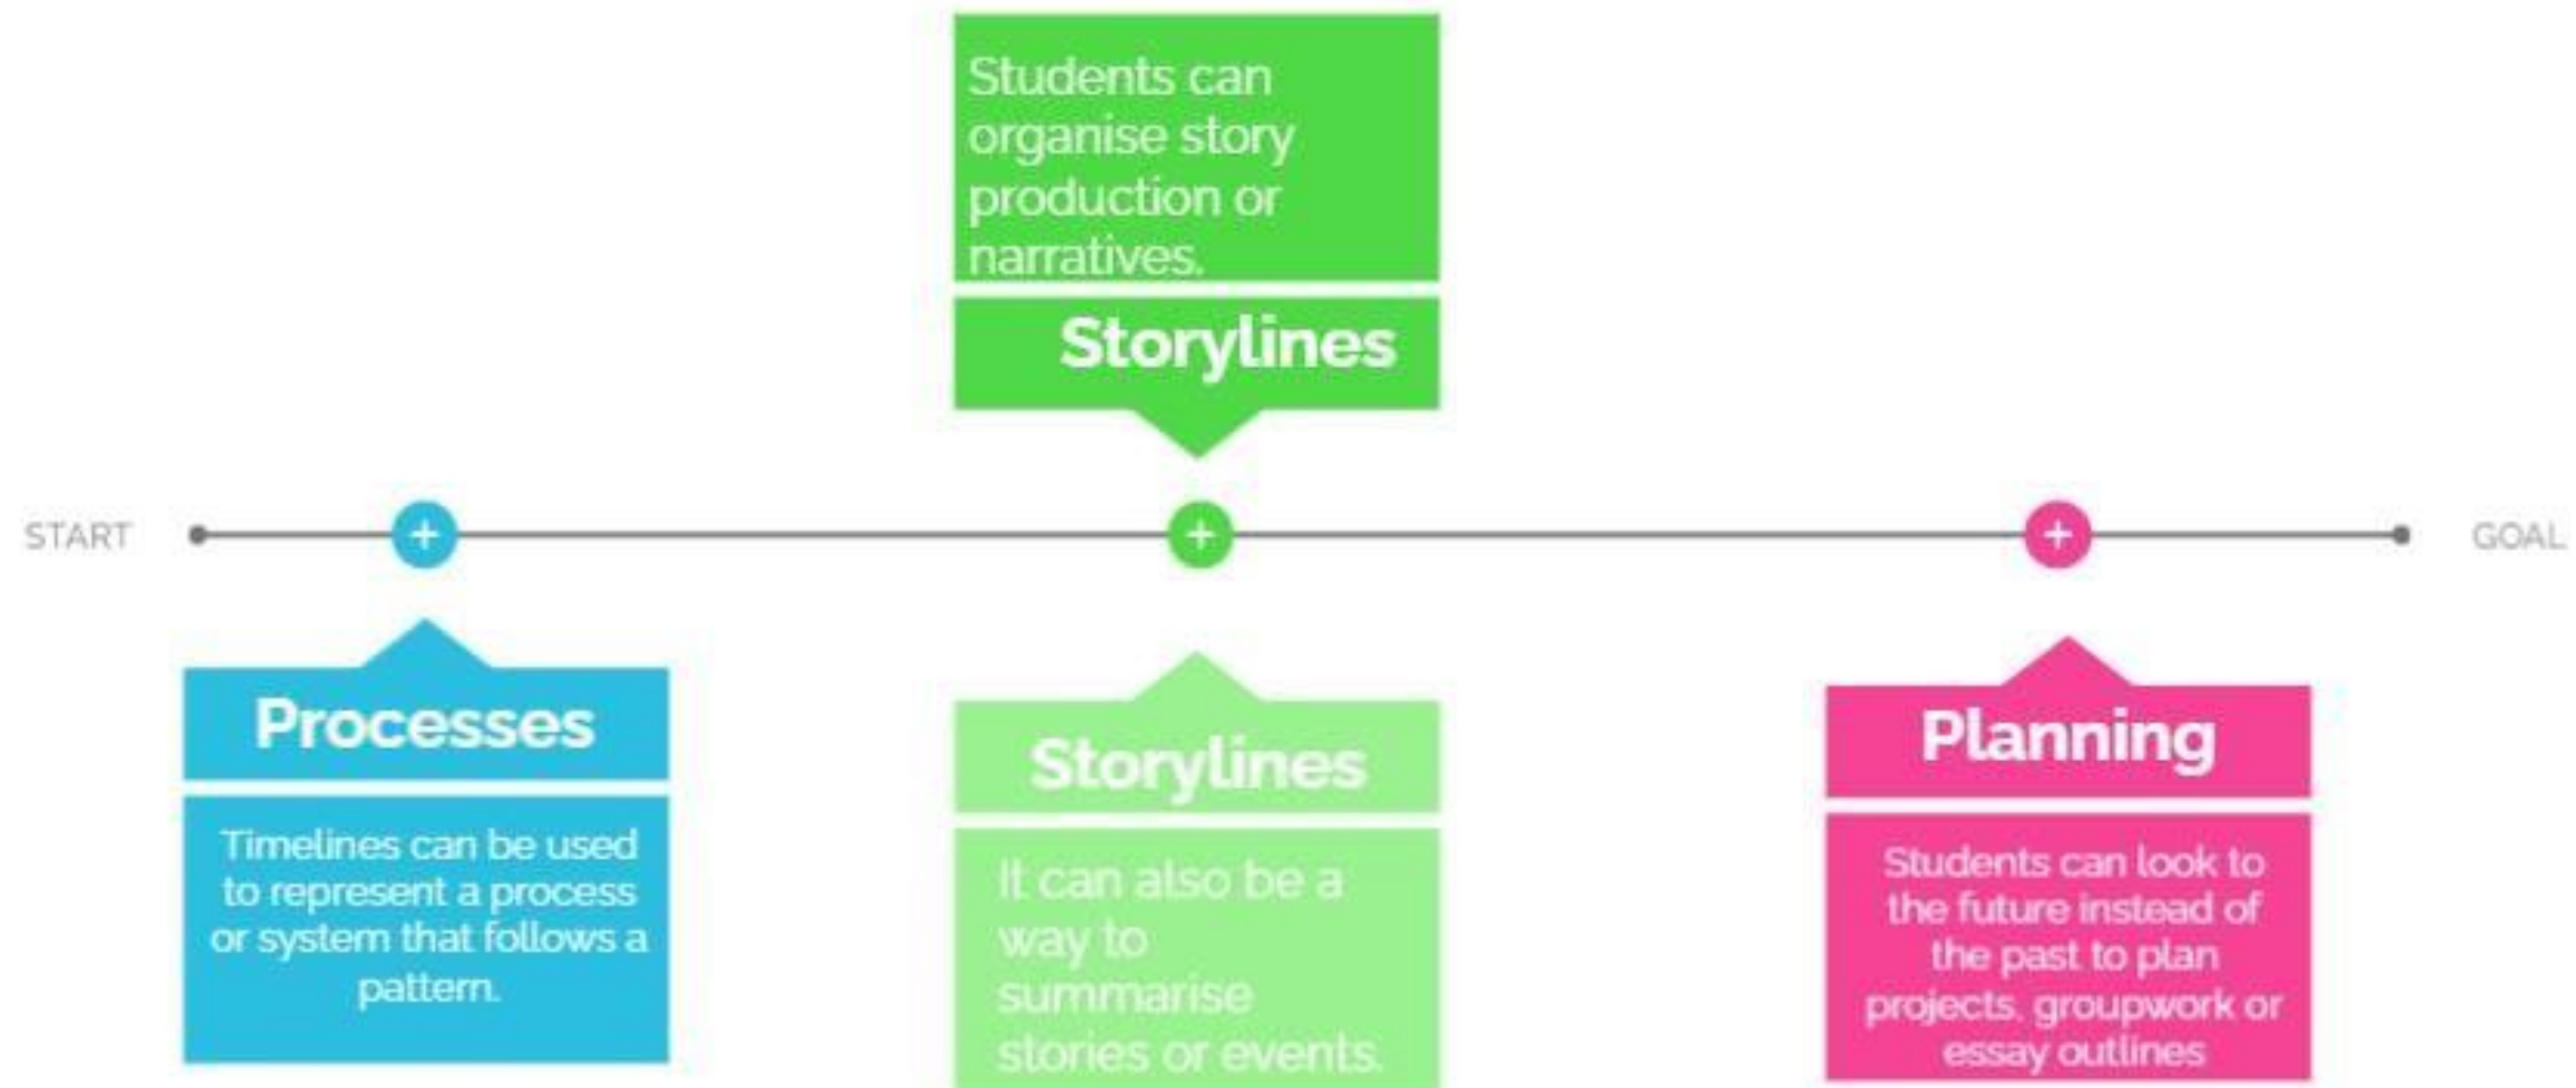 Students can
organise story
production or
narratives.
Storylines
START
GOAL
Processes
Timelines can be used
to represent a process
or system that follows a
pattern.
Storylines
It can also be a
way to
summarise
stories or events.
Planning
Students can look to
the future instead of
the past to plan
projects, groupwork or
essay outlines